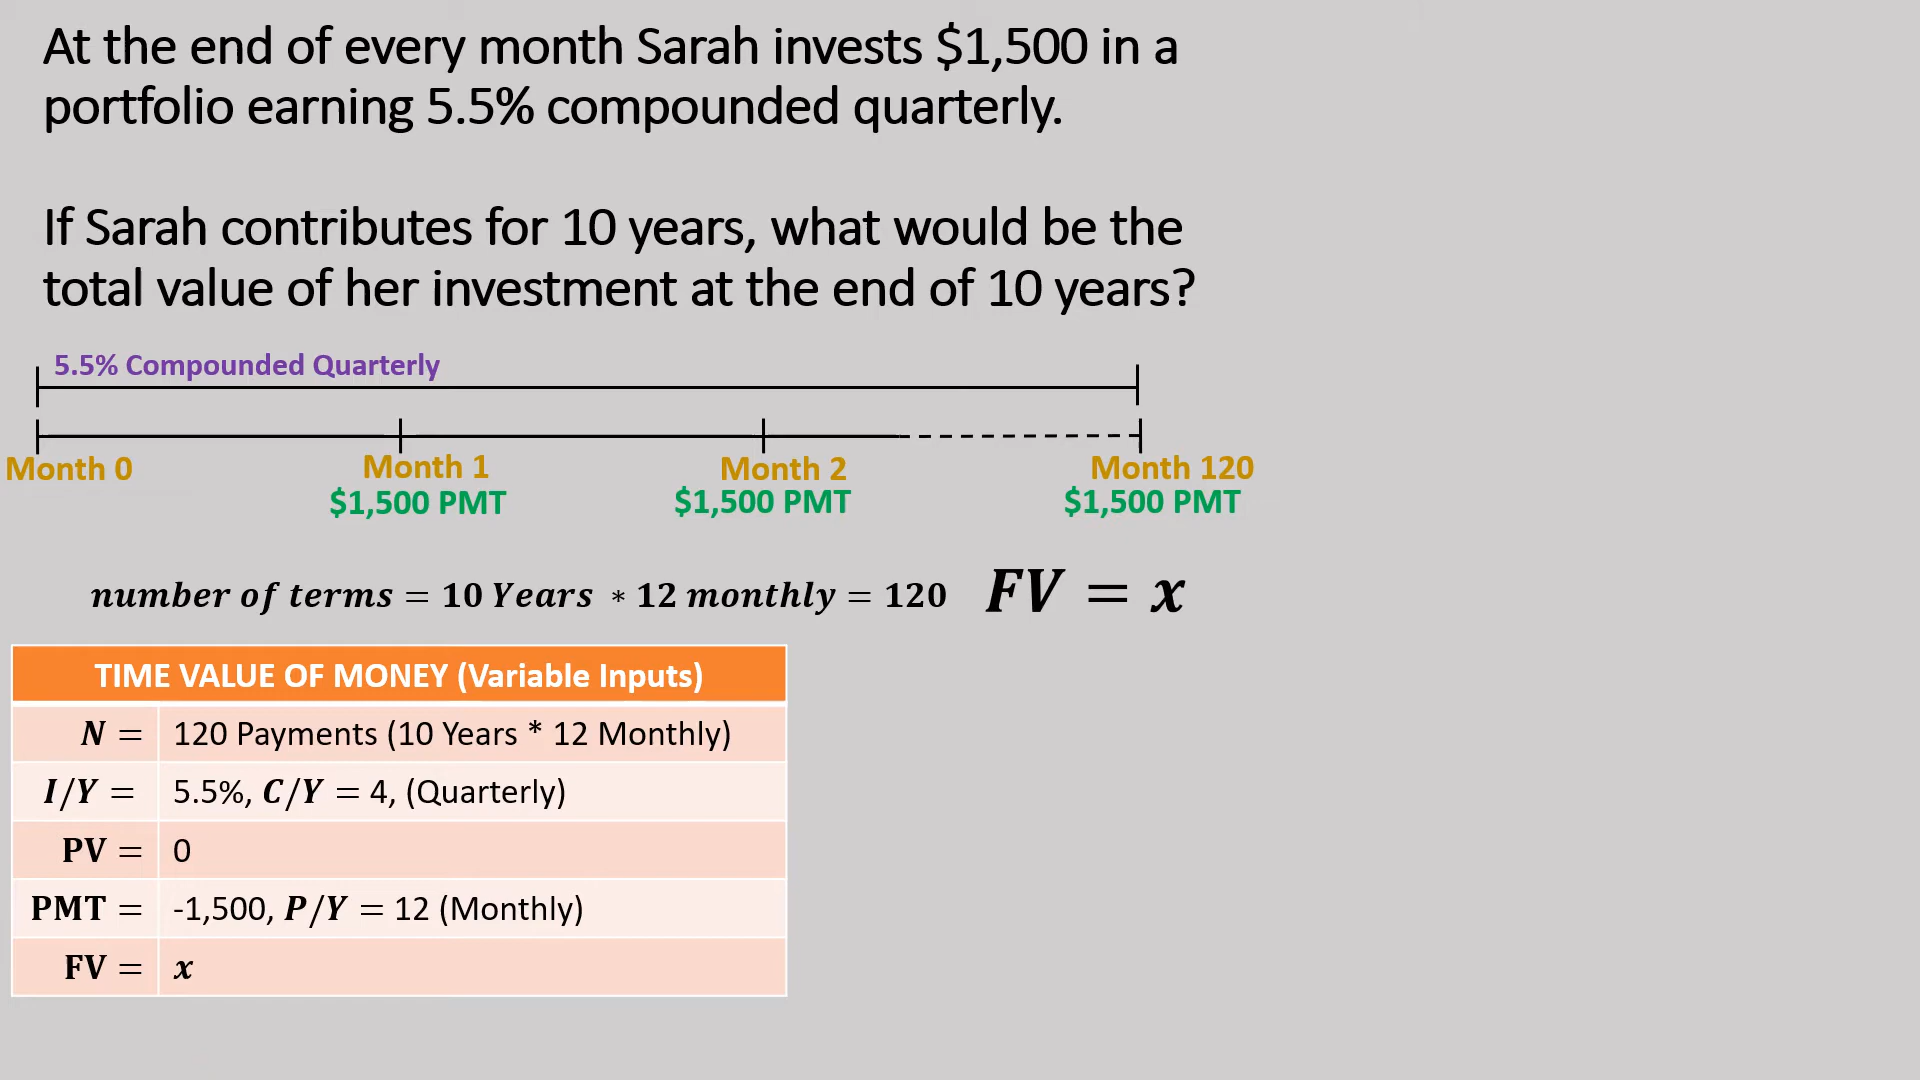 At the end of every month Sarah invests $1,500 in a
portfolio earning 5.5% compounded quarterly.
If Sarah contributes for 10 years, what would be the
total value of her investment at the end of 10 years?
5.5% Compounded Quarterly
Month 0 Month 1 Month 2 Month 120
$1,500 PMT $1,500 PMT $1,500 PMT
number of terms = 10 Years * 12 monthly = 120 FV = x
TIME VALUE OF MONEY (Variable Inputs)
N = 120 Payments (10 Years * 12 Monthly)
I/Y = 5.5%, C/Y = 4, (Quarterly)
PV = 0
PMT = -1,500, P/Y = 12 (Monthly)
FV = x